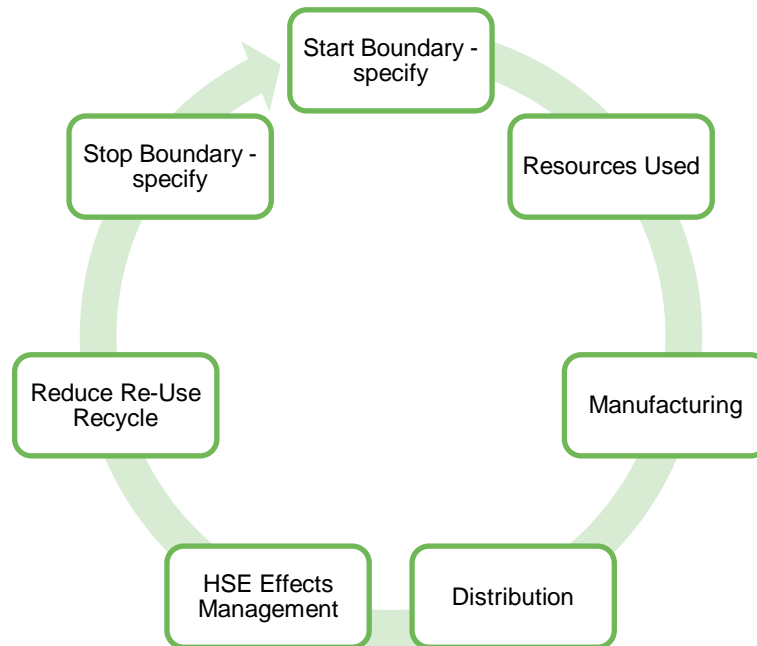 Start Boundary -
specify
Resources Used
Manufacturing
Distribution
HSE Effects
Management
Reduce Re-Use
Recycle
Stop Boundary -
specify